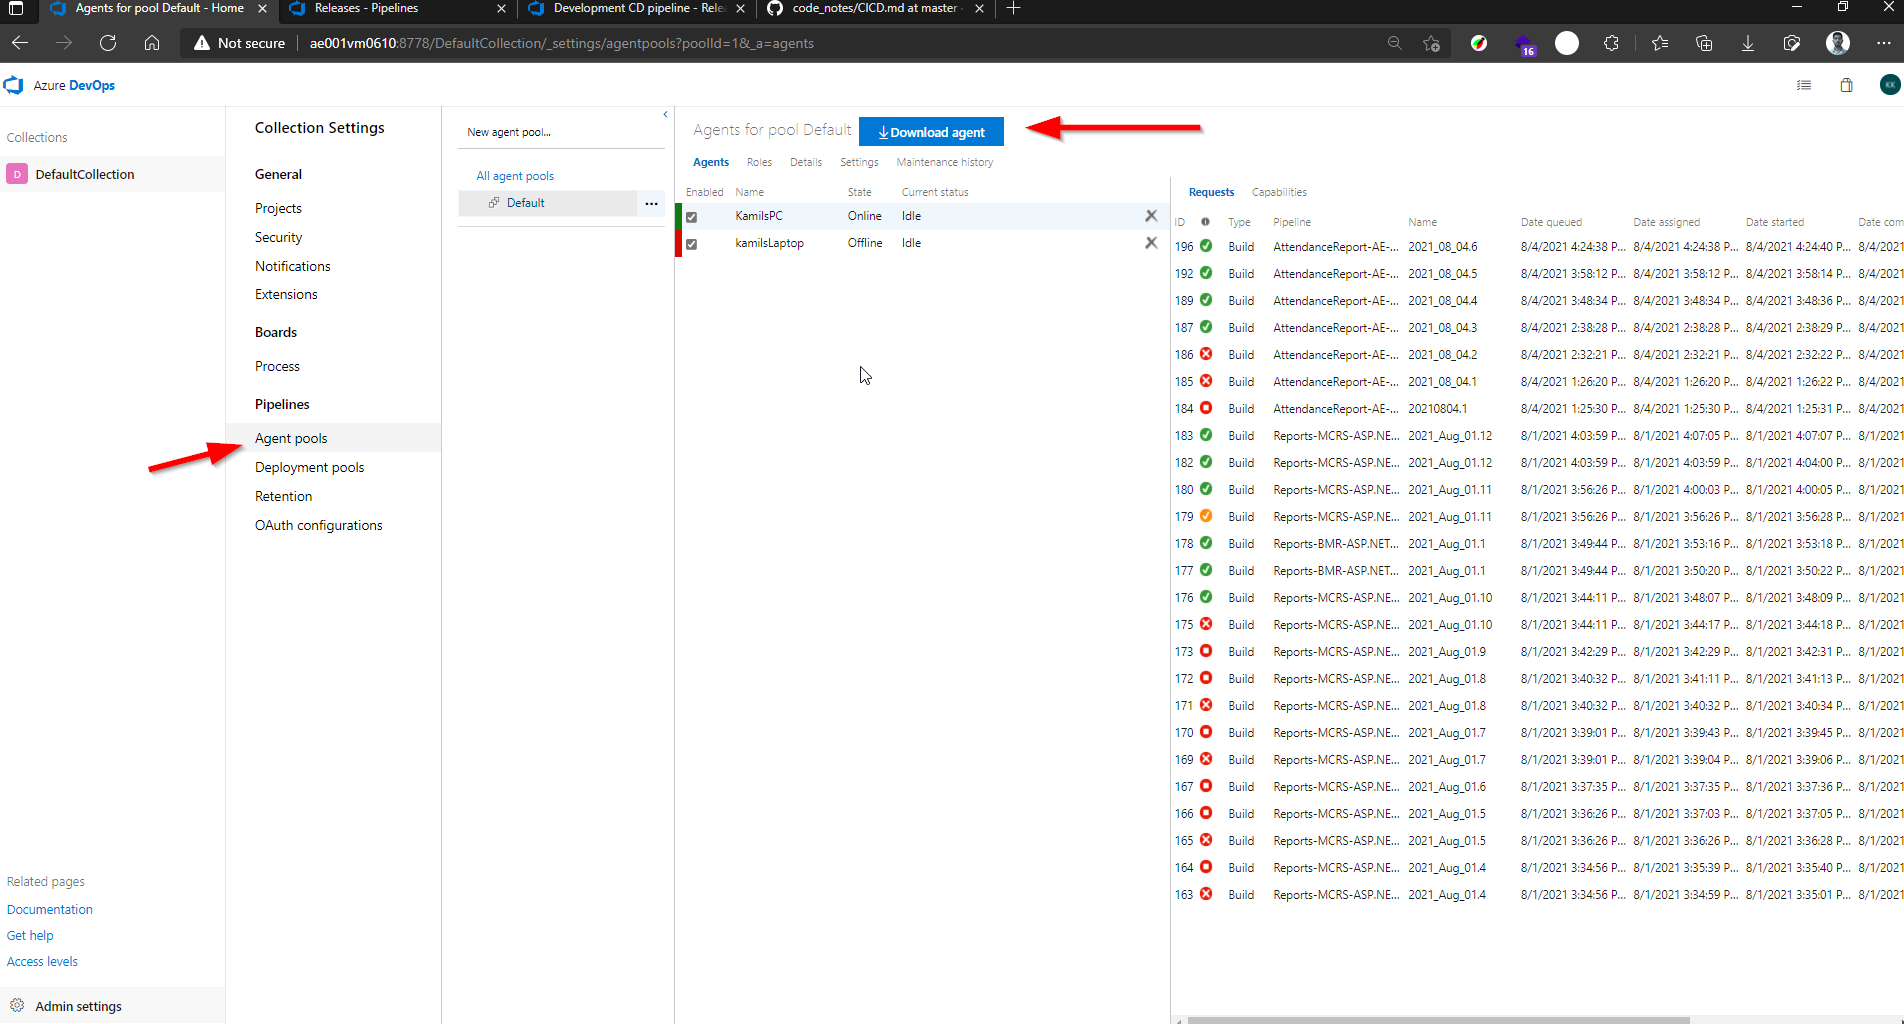 Agents for pool Default - Home
Releases - Pipelines
Development CD pipeline - Relea
code_notes/CICD.md at master
Not secure
ae001vm0610:8778/DefaultCollection/_settings/agentpools?poolId=1&_a=agents
16
Azure DevOps
KK
Collections
D DefaultCollection
Related pages
Documentation
Get help
Access levels
Admin settings
Collection Settings
General
Projects
Security
Notifications
Extensions
Boards
Process
Pipelines
Agent pools
Deployment pools
Retention
OAuth configurations
New agent pool...
All agent pools
Default
Agents for pool Default Download agent
Agents Roles Details Settings Maintenance history
Enabled Name State Current status
KamilsPC Online Idle
kamilsLaptop Offline Idle
Requests Capabilities
ID Type Pipeline Name Date queued Date assigned Date started Date com
196 Build AttendanceReport-AE-... 2021_08_04.6 8/4/2021 4:24:38 P... 8/4/2021 4:24:38 P... 8/4/2021 4:24:40 P... 8/4/2021
192 Build AttendanceReport-AE-... 2021_08_04.5 8/4/2021 3:58:12 P... 8/4/2021 3:58:12 P... 8/4/2021 3:58:14 P... 8/4/2021
189 Build AttendanceReport-AE-... 2021_08_04.4 8/4/2021 3:48:34 P... 8/4/2021 3:48:34 P... 8/4/2021 3:48:36 P... 8/4/2021
187 Build AttendanceReport-AE-... 2021_08_04.3 8/4/2021 2:38:28 P... 8/4/2021 2:38:28 P... 8/4/2021 2:38:29 P... 8/4/2021
186 Build AttendanceReport-AE-... 2021_08_04.2 8/4/2021 2:32:21 P... 8/4/2021 2:32:21 P... 8/4/2021 2:32:22 P... 8/4/2021
185 Build AttendanceReport-AE-... 2021_08_04.1 8/4/2021 1:26:20 P... 8/4/2021 1:26:20 P... 8/4/2021 1:26:22 P... 8/4/2021
184 Build AttendanceReport-AE-... 20210804.1 8/4/2021 1:25:30 P... 8/4/2021 1:25:30 P... 8/4/2021 1:25:31 P... 8/4/2021
183 Build Reports-MCRS-ASP.NE... 2021_Aug_01.12 8/1/2021 4:03:59 P... 8/1/2021 4:07:05 P... 8/1/2021 4:07:07 P... 8/1/2021
182 Build Reports-MCRS-ASP.NE... 2021_Aug_01.12 8/1/2021 4:03:59 P... 8/1/2021 4:03:59 P... 8/1/2021 4:04:00 P... 8/1/2021
180 Build Reports-MCRS-ASP.NE... 2021_Aug_01.11 8/1/2021 3:56:26 P... 8/1/2021 4:00:03 P... 8/1/2021 4:00:05 P... 8/1/2021
179 Build Reports-MCRS-ASP.NE... 2021_Aug_01.11 8/1/2021 3:56:26 P... 8/1/2021 3:56:26 P... 8/1/2021 3:56:28 P... 8/1/2021
178 Build Reports-BMR-ASP.NET... 2021_Aug_01.1 8/1/2021 3:49:44 P... 8/1/2021 3:53:16 P... 8/1/2021 3:53:18 P... 8/1/2021
177 Build Reports-BMR-ASP.NET... 2021_Aug_01.1 8/1/2021 3:49:44 P... 8/1/2021 3:50:20 P... 8/1/2021 3:50:22 P... 8/1/2021
176 Build Reports-MCRS-ASP.NE... 2021_Aug_01.10 8/1/2021 3:44:11 P... 8/1/2021 3:48:07 P... 8/1/2021 3:48:09 P... 8/1/2021
175 Build Reports-MCRS-ASP.NE... 2021_Aug_01.10 8/1/2021 3:44:11 P... 8/1/2021 3:44:17 P... 8/1/2021 3:44:18 P... 8/1/2021
173 Build Reports-MCRS-ASP.NE... 2021_Aug_01.9 8/1/2021 3:42:29 P... 8/1/2021 3:42:29 P... 8/1/2021 3:42:31 P... 8/1/2021
172 Build Reports-MCRS-ASP.NE... 2021_Aug_01.8 8/1/2021 3:40:32 P... 8/1/2021 3:41:11 P... 8/1/2021 3:41:13 P... 8/1/2021
171 Build Reports-MCRS-ASP.NE... 2021_Aug_01.8 8/1/2021 3:40:32 P... 8/1/2021 3:40:32 P... 8/1/2021 3:40:34 P... 8/1/2021
170 Build Reports-MCRS-ASP.NE... 2021_Aug_01.7 8/1/2021 3:39:01 P... 8/1/2021 3:39:43 P... 8/1/2021 3:39:45 P... 8/1/2021
169 Build Reports-MCRS-ASP.NE... 2021_Aug_01.7 8/1/2021 3:39:01 P... 8/1/2021 3:39:04 P... 8/1/2021 3:39:06 P... 8/1/2021
167 Build Reports-MCRS-ASP.NE... 2021_Aug_01.6 8/1/2021 3:37:35 P... 8/1/2021 3:37:35 P... 8/1/2021 3:37:36 P... 8/1/2021
166 Build Reports-MCRS-ASP.NE... 2021_Aug_01.5 8/1/2021 3:36:26 P... 8/1/2021 3:37:03 P... 8/1/2021 3:37:05 P... 8/1/2021
165 Build Reports-MCRS-ASP.NE... 2021_Aug_01.5 8/1/2021 3:36:26 P... 8/1/2021 3:36:26 P... 8/1/2021 3:36:28 P... 8/1/2021
164 Build Reports-MCRS-ASP.NE... 2021_Aug_01.4 8/1/2021 3:34:56 P... 8/1/2021 3:35:39 P... 8/1/2021 3:35:40 P... 8/1/2021
163 Build Reports-MCRS-ASP.NE... 2021_Aug_01.4 8/1/2021 3:34:56 P... 8/1/2021 3:34:59 P... 8/1/2021 3:35:01 P... 8/1/2021